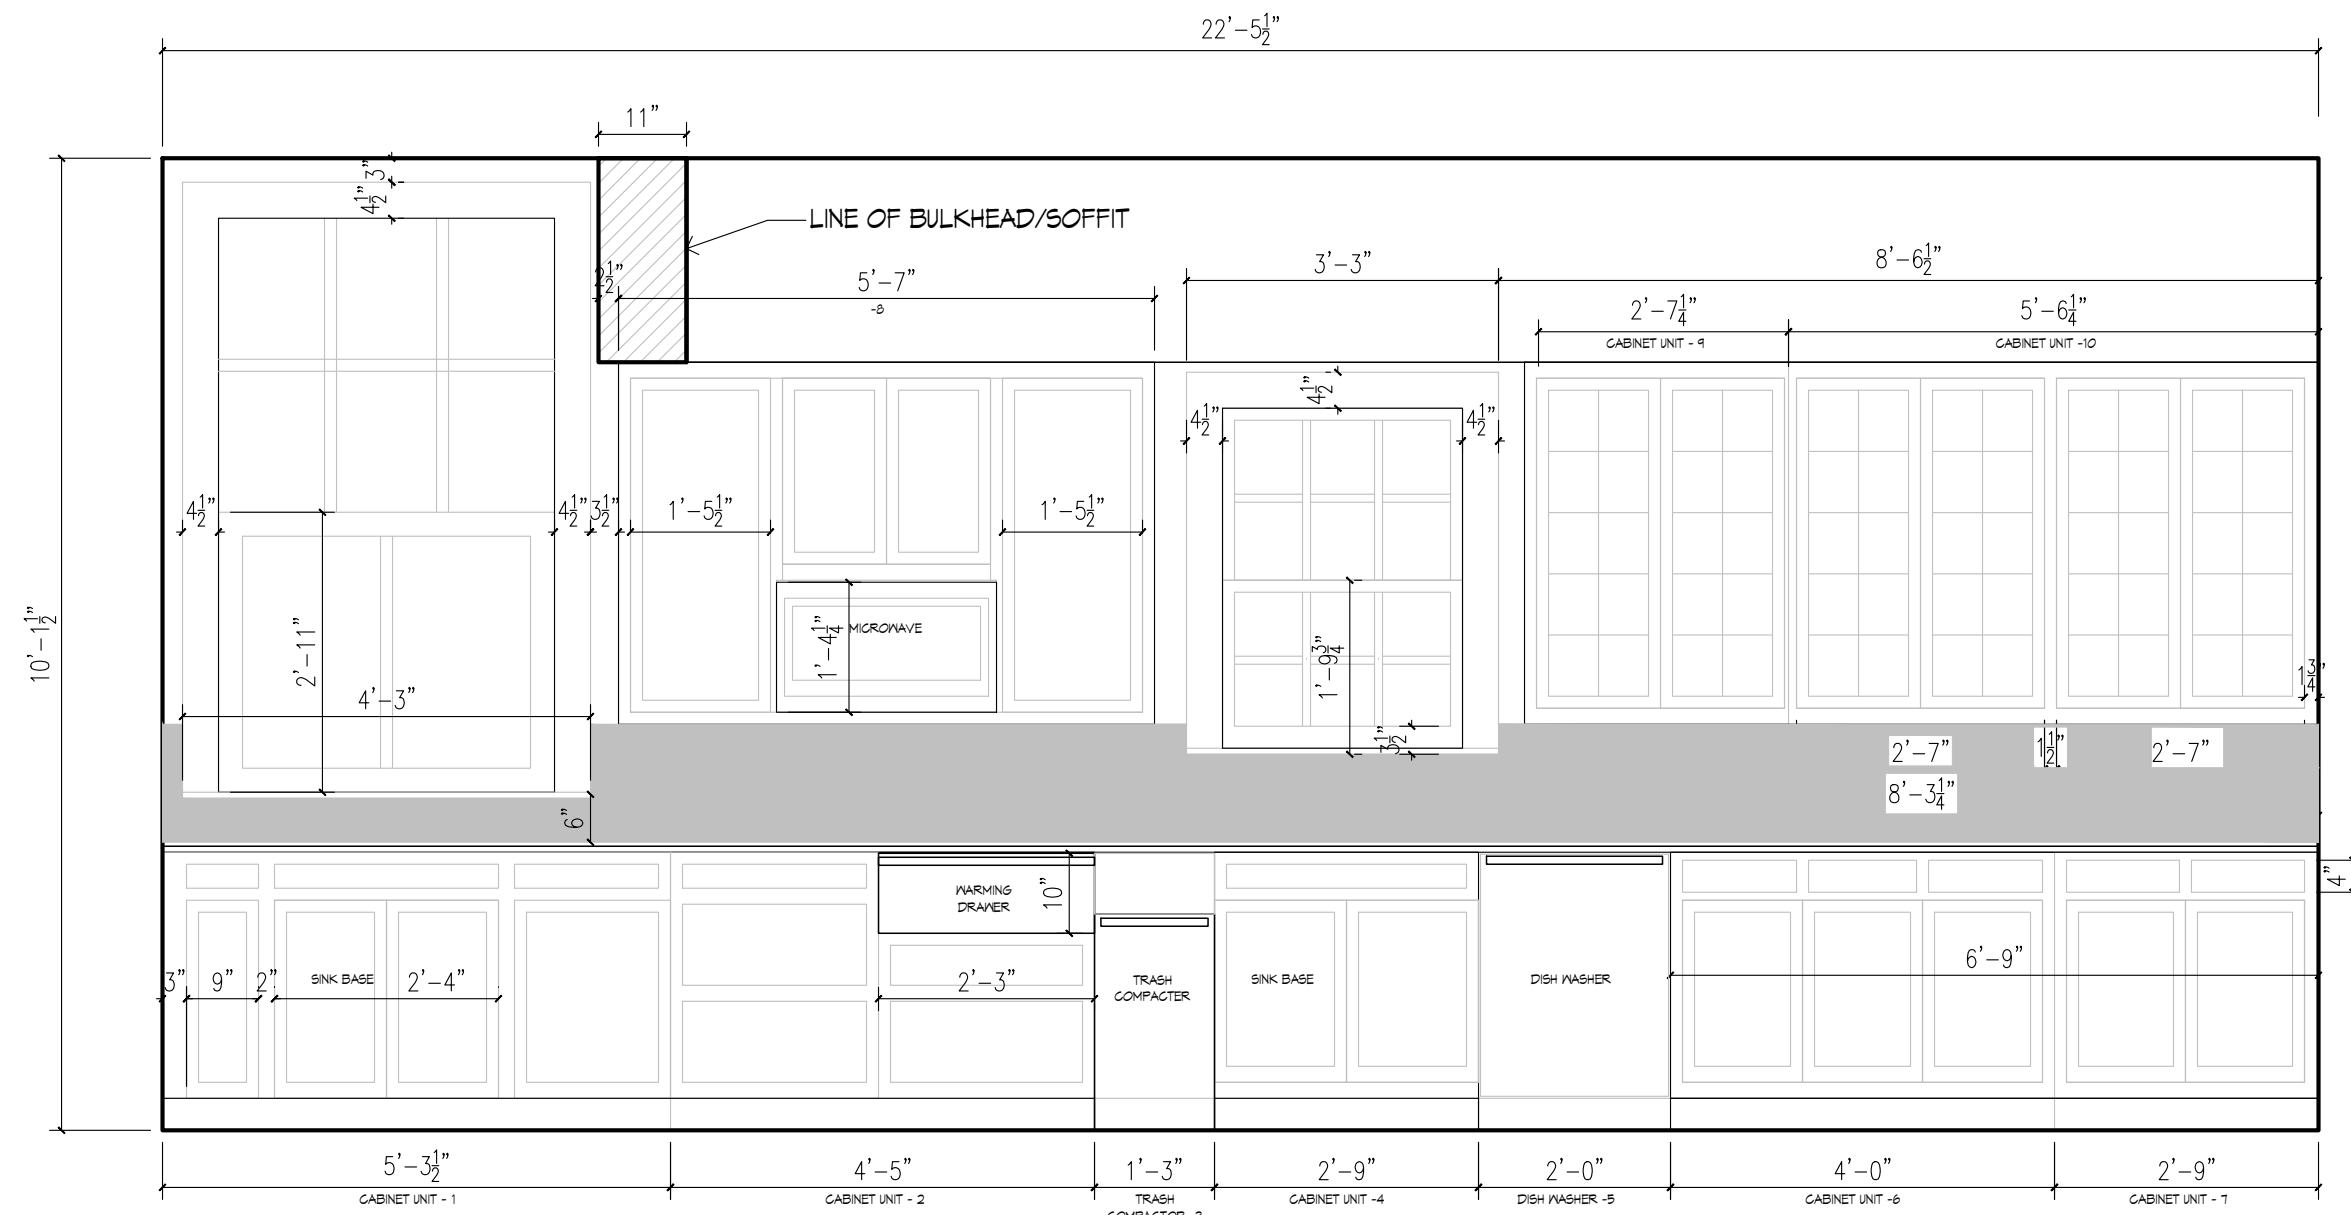 22'-5½"
11"
3"
4½"
LINE OF BULKHEAD/SOFFIT
2½"
5'-7"
-8
3'-3"
8'-6½"
2'-7¼"
CABINET UNIT - 9
5'-6¼"
CABINET UNIT -10
4½"
4½"
4½"
4½"
4½"
3½"
1'-5½"
1'-5½"
10'-1½"
2'-11"
4'-3"
1'-4¼"
MICROWAVE
1'-9¾"
3½"
1¾"
2'-7"
1½"
2'-7"
8'-3¼"
6"
4"
WARMING
DRAWER
10"
3"
9"
2"
SINK BASE
2'-4"
2'-3"
TRASH
COMPACTER
SINK BASE
DISH WASHER
6'-9"
5'-3½"
4'-5"
1'-3"
2'-9"
2'-0"
4'-0"
2'-9"
CABINET UNIT - 1
CABINET UNIT - 2
TRASH
COMPACTOR -3
CABINET UNIT -4
DISH WASHER -5
CABINET UNIT -6
CABINET UNIT - 7